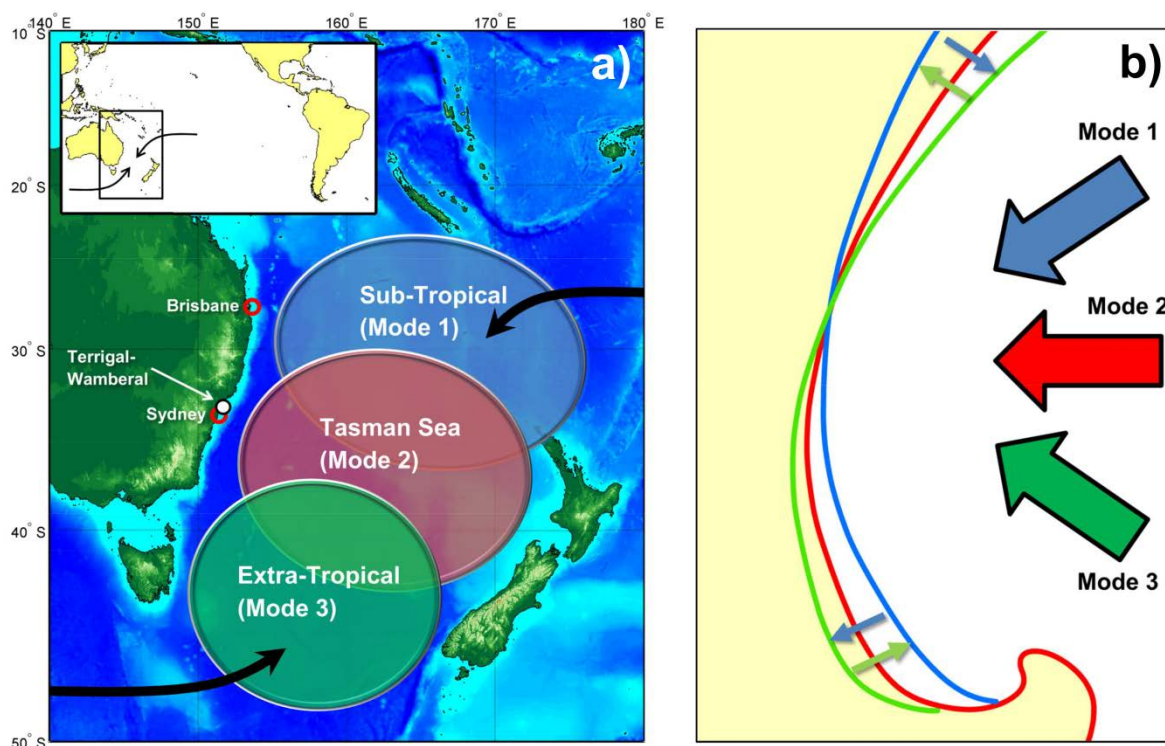 140° E
150° E
160° E
170° E
180° E
10° S
20° S
30° S
40° S
50° S
a)
Sub-Tropical
(Mode 1)
Brisbane
Terrigal-
Wamberal
Sydney
Tasman Sea
(Mode 2)
Extra-Tropical
(Mode 3)
b)
Mode 1
Mode 2
Mode 3